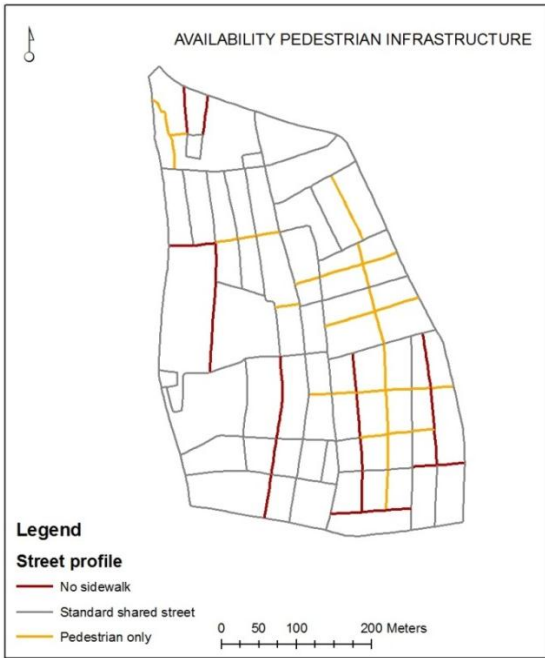 AVAILABILITY PEDESTRIAN INFRASTRUCTURE
Legend
Street profile
No sidewalk
Standard shared street
Pedestrian only
0 50 100 200 Meters